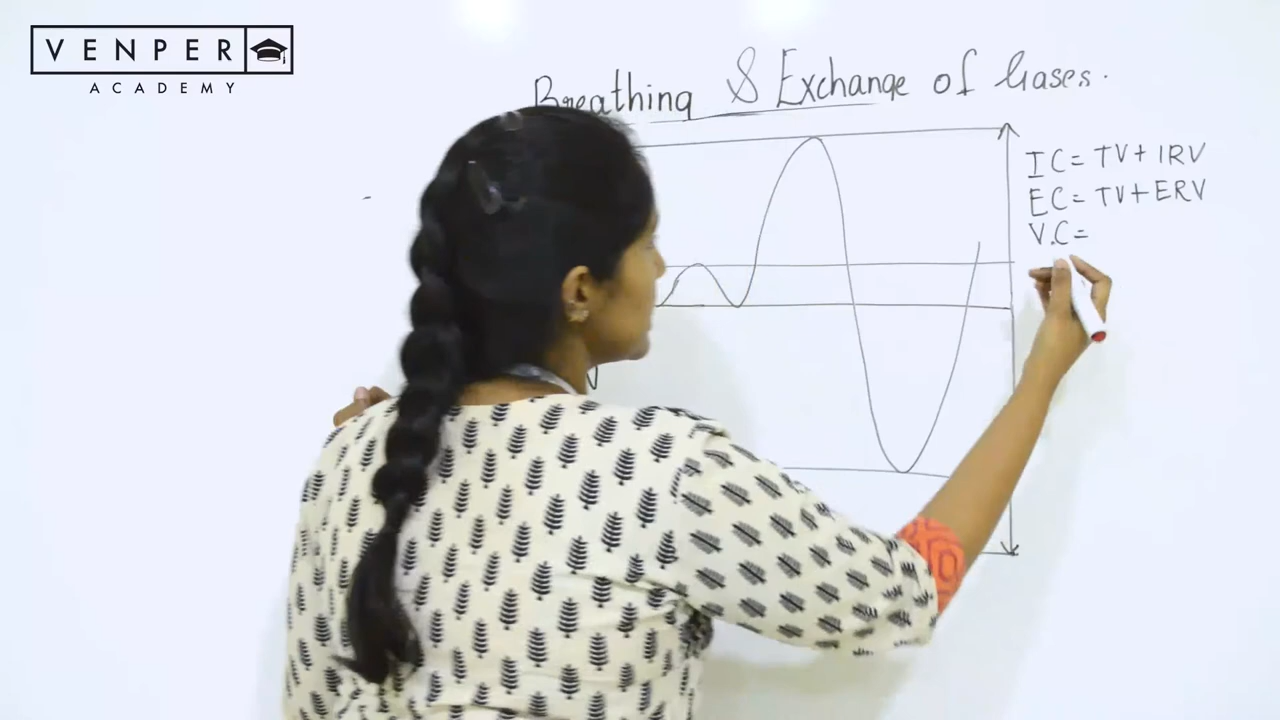 VENPER
ACADEMY
Breathing & Exchange of Gases.
IC = TV + IRV
EC = TV + ERV
V.C =